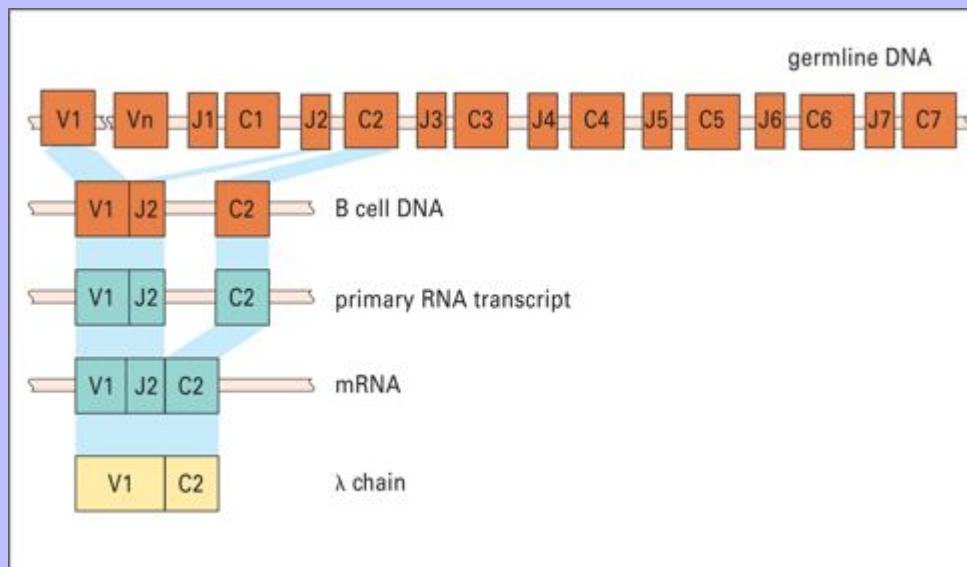 germline DNA
V1 Vn J1 C1 J2 C2 J3 C3 J4 C4 J5 C5 J6 C6 J7 C7
V1 J2 C2 B cell DNA
V1 J2 C2 primary RNA transcript
V1 J2 C2 mRNA
V1 C2 λ chain